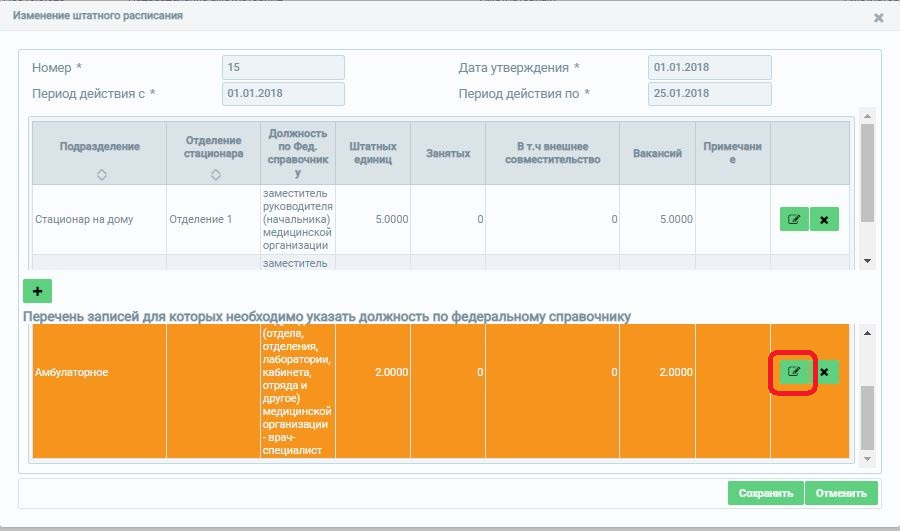 Изменение штатного расписания
Номер * 15 Дата утверждения * 01.01.2018
Период действия с * 01.01.2018 Период действия по * 25.01.2018
Подразделение
Отделение
стационара
Должность
по Фед.
справочник
у
Штатных
единиц
Занятых
В т.ч внешнее
совместительство
Вакансий
Примечани
е
Стационар на дому
Отделение 1
заместитель
руководителя
(начальника)
медицинской
организации
5.0000
0
0
5.0000
заместитель
Перечень записей для которых необходимо указать должность по федеральному справочнику
Амбулаторное
(отдела,
отделения,
лаборатории,
кабинета,
отряда и
другое)
медицинской
организации
- врач-
специалист
2.0000
0
0
2.0000
Сохранить Отменить